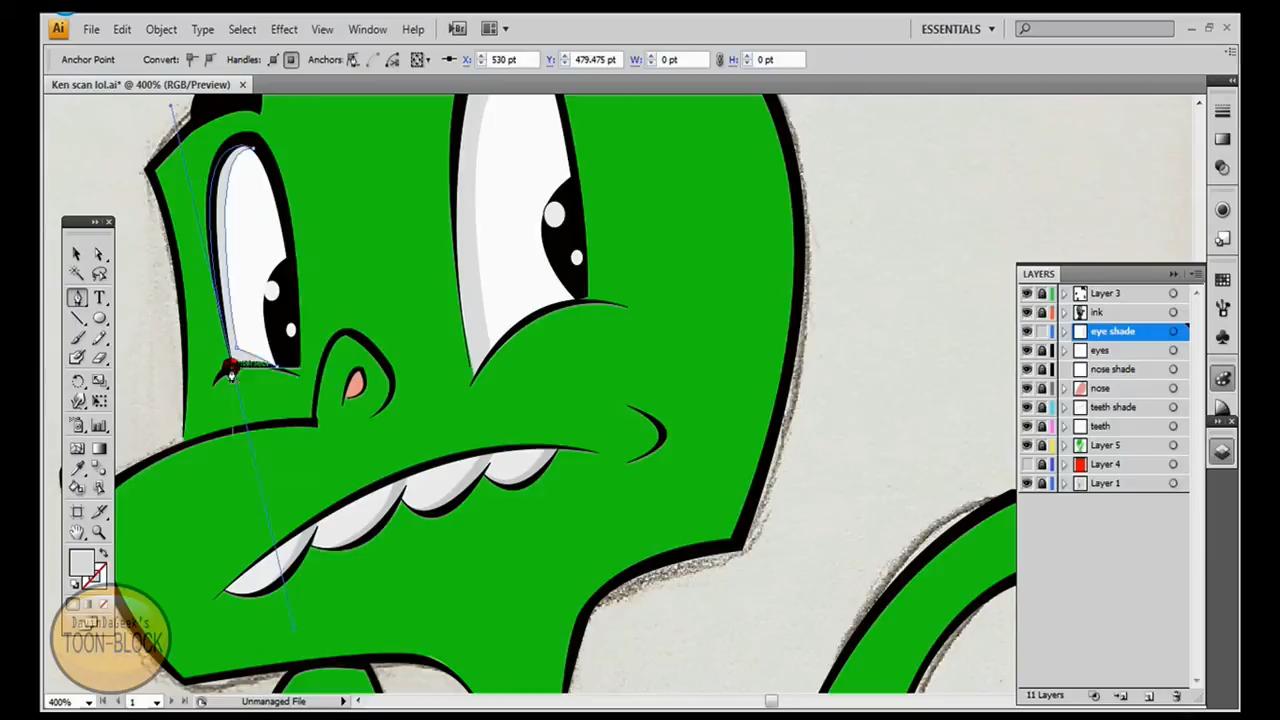 Ai File Edit Object Type Select Effect View Window Help Br ESSENTIALS
Anchor Point Convert: Handles: Anchors: X: 530 pt Y: 479.475 pt W: 0 pt H: 0 pt
Ken scan lol.ai* @ 400% (RGB/Preview)
LAYERS
Layer 3
ink
eye shade
eyes
nose shade
nose
teeth shade
teeth
Layer 5
Layer 4
Layer 1
DavinDaGeek's
TOON-BLOCK
11 Layers
400% 1 Unmanaged File